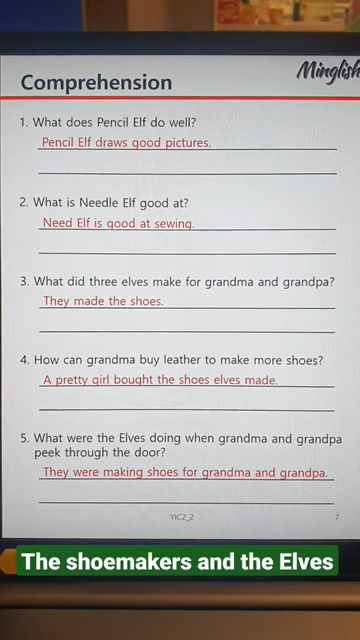 Minglish
Comprehension
1. What does Pencil Elf do well?
Pencil Elf draws good pictures.
2. What is Needle Elf good at?
Need Elf is good at sewing.
3. What did three elves make for grandma and grandpa?
They made the shoes.
4. How can grandma buy leather to make more shoes?
A pretty girl bought the shoes elves made.
5. What were the Elves doing when grandma and grandpa
peek through the door?
They were making shoes for grandma and grandpa.
YIC2_2
7
The shoemakers and the Elves